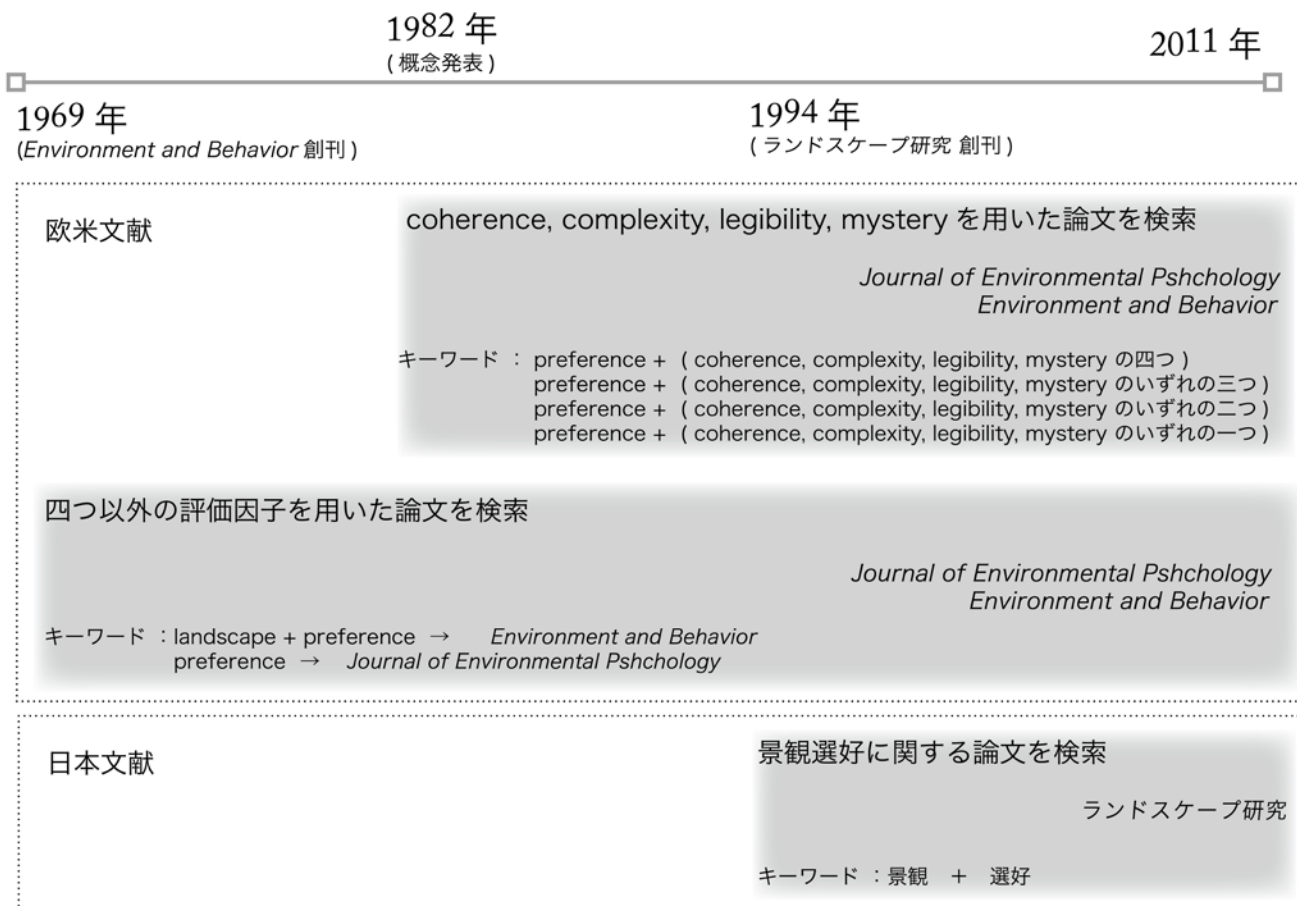 1982 年
( 概念発表 )
2011 年
1969 年
(Environment and Behavior 創刊 )
1994 年
( ランドスケープ研究 創刊 )
欧米文献
coherence, complexity, legibility, mystery を用いた論文を検索
Journal of Environmental Pshchology
Environment and Behavior
キーワード : preference + ( coherence, complexity, legibility, mystery の四つ )
preference + ( coherence, complexity, legibility, mystery のいずれの三つ )
preference + ( coherence, complexity, legibility, mystery のいずれの二つ )
preference + ( coherence, complexity, legibility, mystery のいずれの一つ )
四つ以外の評価因子を用いた論文を検索
Journal of Environmental Pshchology
Environment and Behavior
キーワード : landscape + preference → Environment and Behavior
preference → Journal of Environmental Pshchology
日本文献
景観選好に関する論文を検索
ランドスケープ研究
キーワード : 景観 + 選好